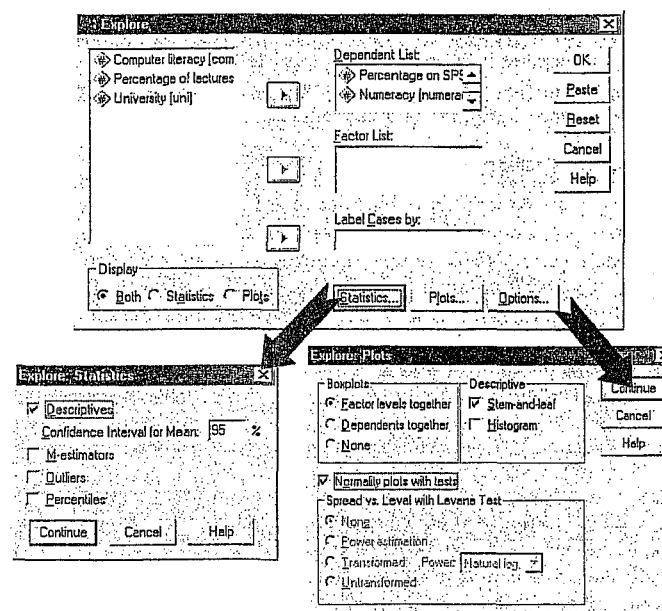 Explore
Computer literacy [com
Percentage of lectures
University [uni]
Dependent List:
Percentage on SPS
Numeracy [numera
Factor List:
Label Cases by:
OK
Paste
Reset
Cancel
Help
Display
Both Statistics Plots
Statistics... Plots... Options...
Explore: Statistics
Descriptives
Confidence Interval for Mean: 95 %
M-estimators
Outliers
Percentiles
Continue Cancel Help
Explore: Plots
Boxplots
Factor levels together
Dependents together
None
Descriptive
Stem-and-leaf
Histogram
Continue
Cancel
Help
Normality plots with tests
Spread vs. Level with Levene Test
None
Power estimation
Transformed Power: Natural log
Untransformed